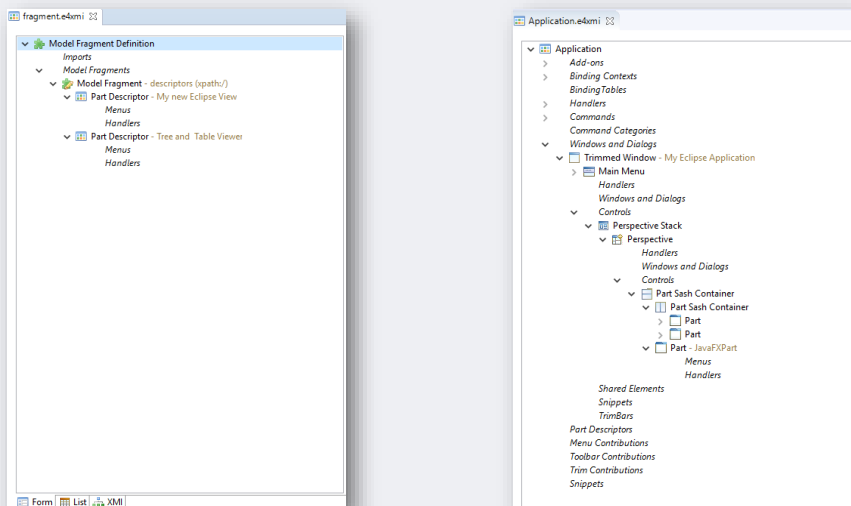 fragment.e4xmi
Model Fragment Definition
Imports
Model Fragments
Model Fragment - descriptors (xpath:/)
Part Descriptor - My new Eclipse View
Menus
Handlers
Part Descriptor - Tree and Table Viewer
Menus
Handlers
Form List XMI
Application.e4xmi
Application
Add-ons
Binding Contexts
BindingTables
Handlers
Commands
Command Categories
Windows and Dialogs
Trimmed Window - My Eclipse Application
Main Menu
Handlers
Windows and Dialogs
Controls
Perspective Stack
Perspective
Handlers
Windows and Dialogs
Controls
Part Sash Container
Part Sash Container
Part
Part
Part - JavaFXPart
Menus
Handlers
Shared Elements
Snippets
TrimBars
Part Descriptors
Menu Contributions
Toolbar Contributions
Trim Contributions
Snippets